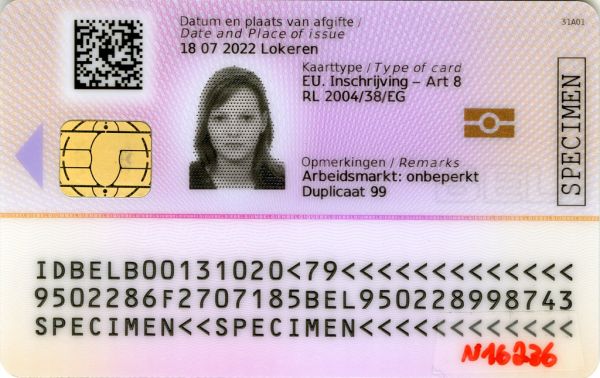 Datum en plaats van afgifte /
Date and Place of issue
31A01
18 07 2022 Lokeren
Kaarttype / Type of card
EU. Inschrijving – Art 8
RL 2004/38/EG
SPECIMEN
Opmerkingen / Remarks
Arbeidsmarkt: onbeperkt
Duplicaat 99
IDBELB00131020<79<<<<<<<<<<<<<
9502286F2707185BEL950228998743
SPECIMEN<<SPECIMEN<<<<<<<<<<<<
N16236